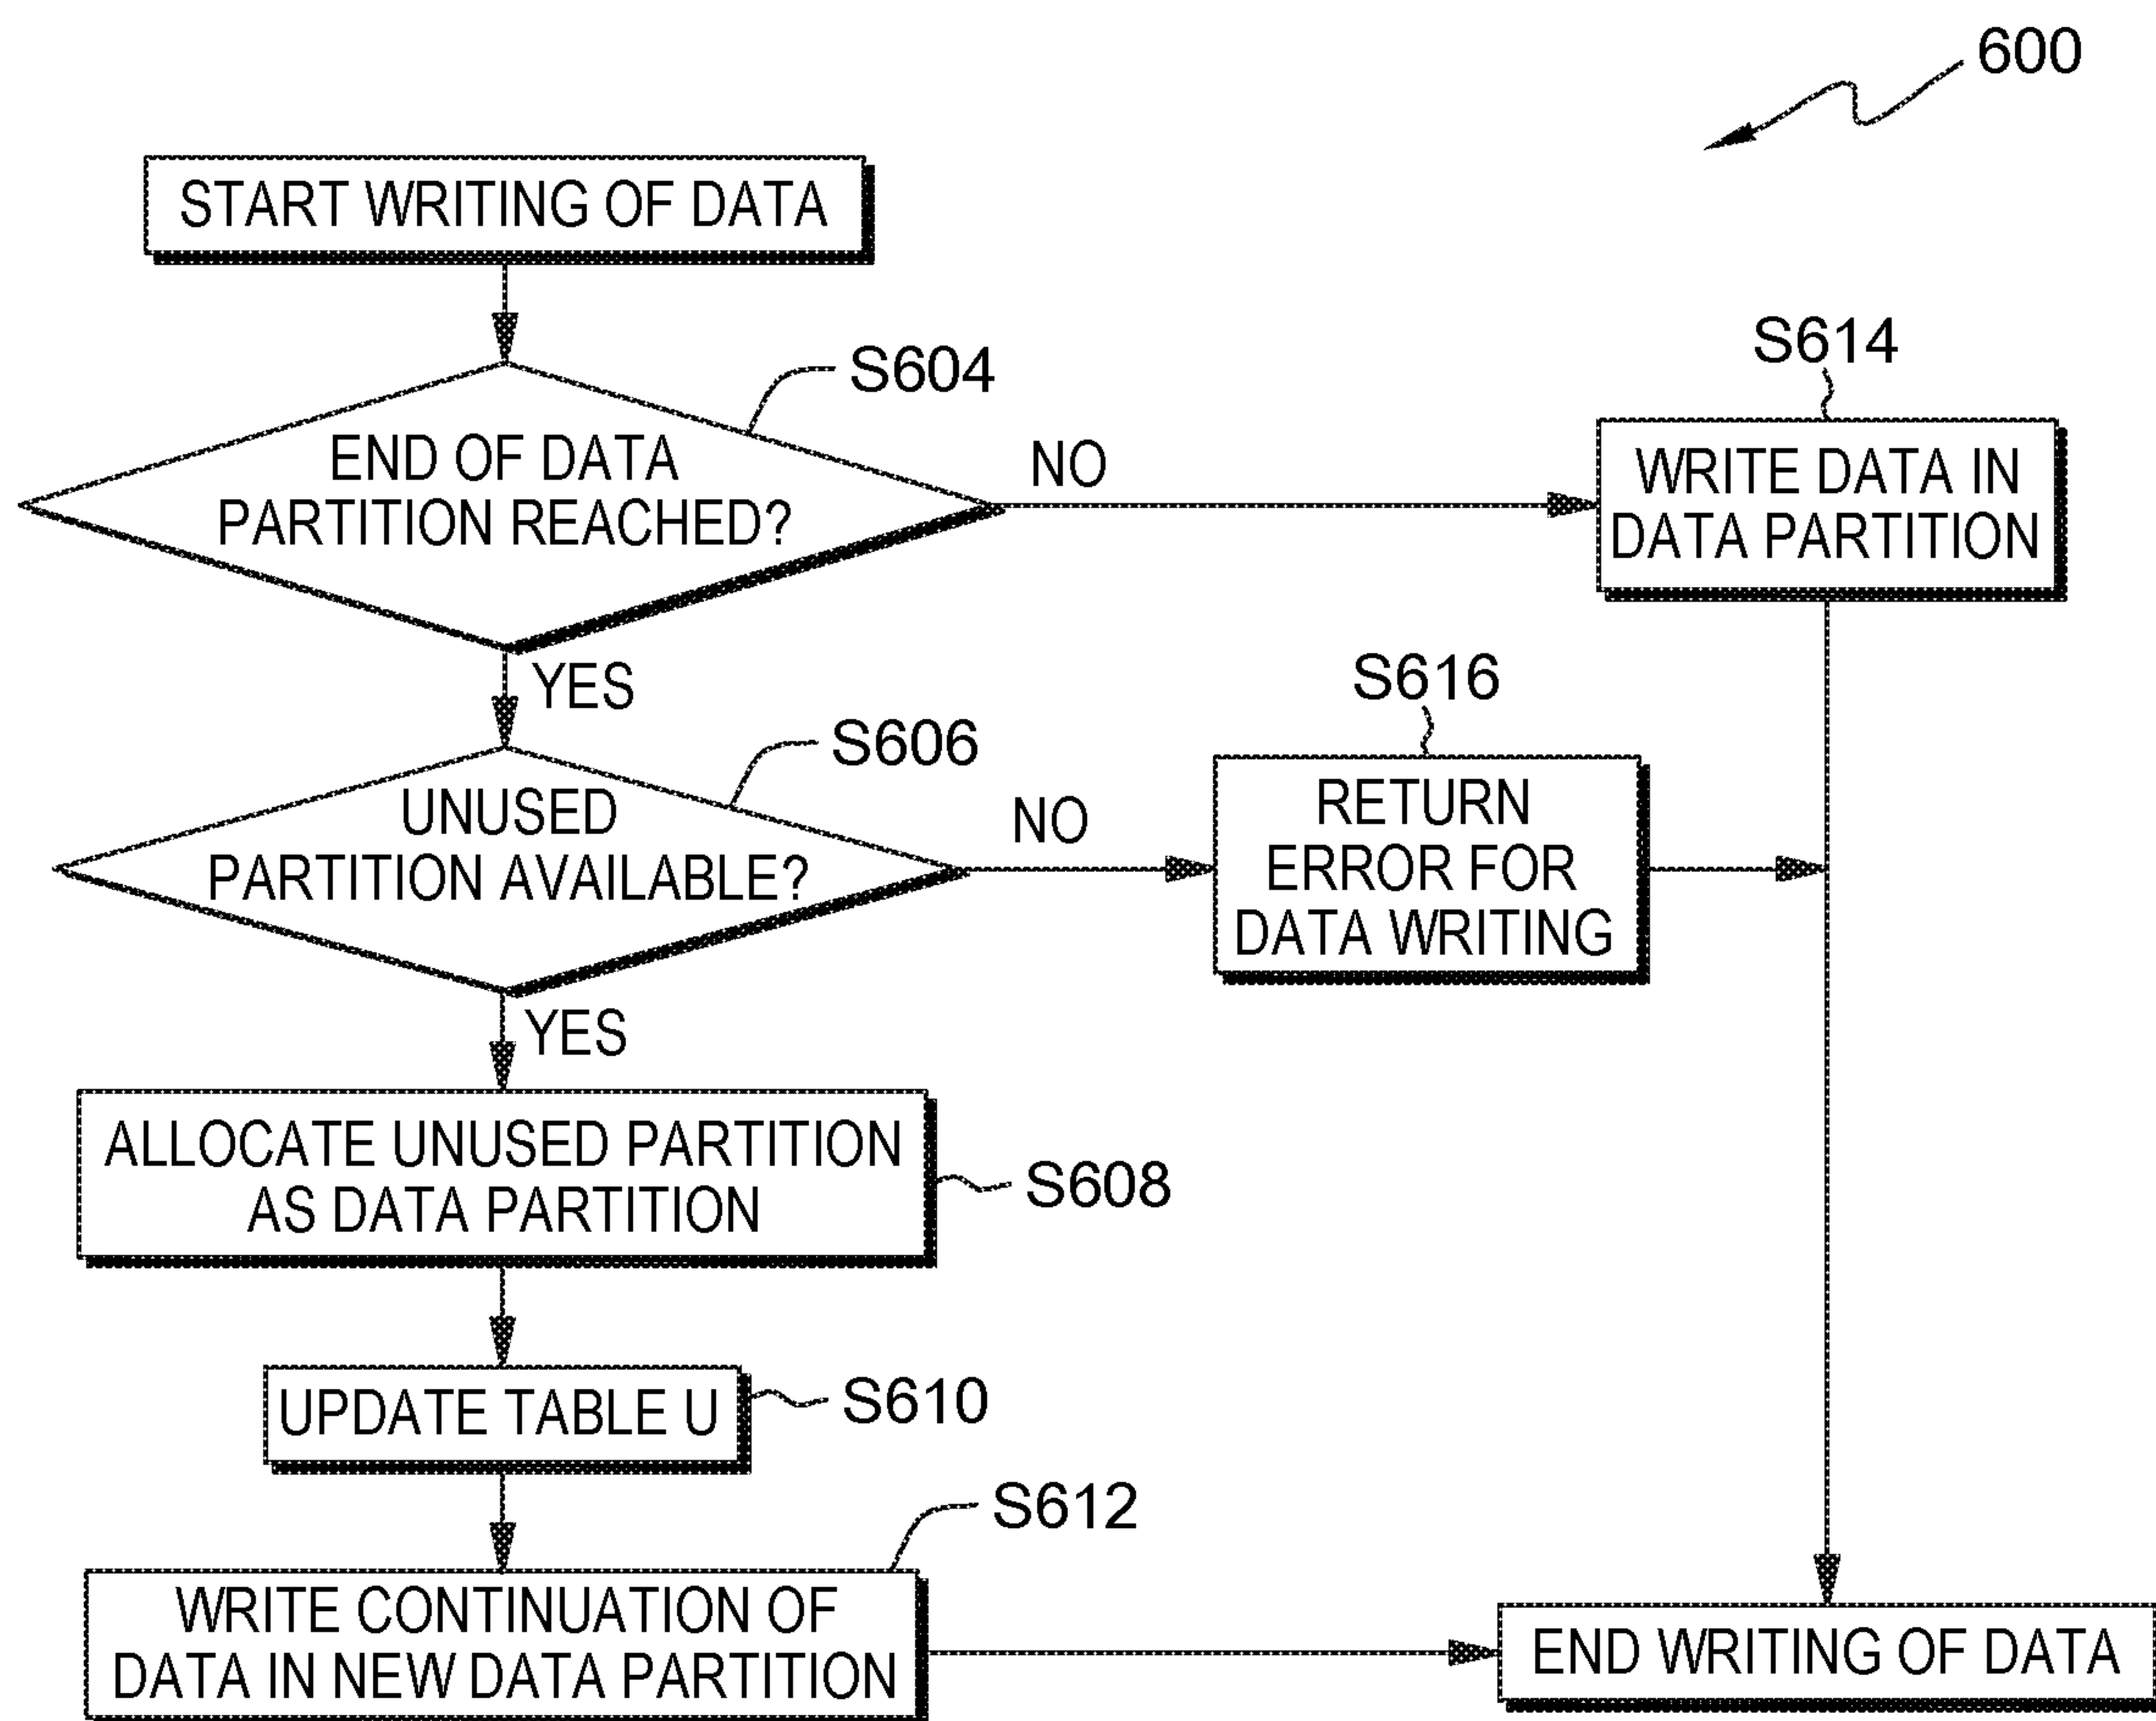 600
START WRITING OF DATA
S604
END OF DATA
PARTITION REACHED?
NO
S614
WRITE DATA IN
DATA PARTITION
YES
S606
UNUSED
PARTITION AVAILABLE?
NO
S616
RETURN
ERROR FOR
DATA WRITING
YES
ALLOCATE UNUSED PARTITION
AS DATA PARTITION
S608
UPDATE TABLE U
S610
S612
WRITE CONTINUATION OF
DATA IN NEW DATA PARTITION
END WRITING OF DATA